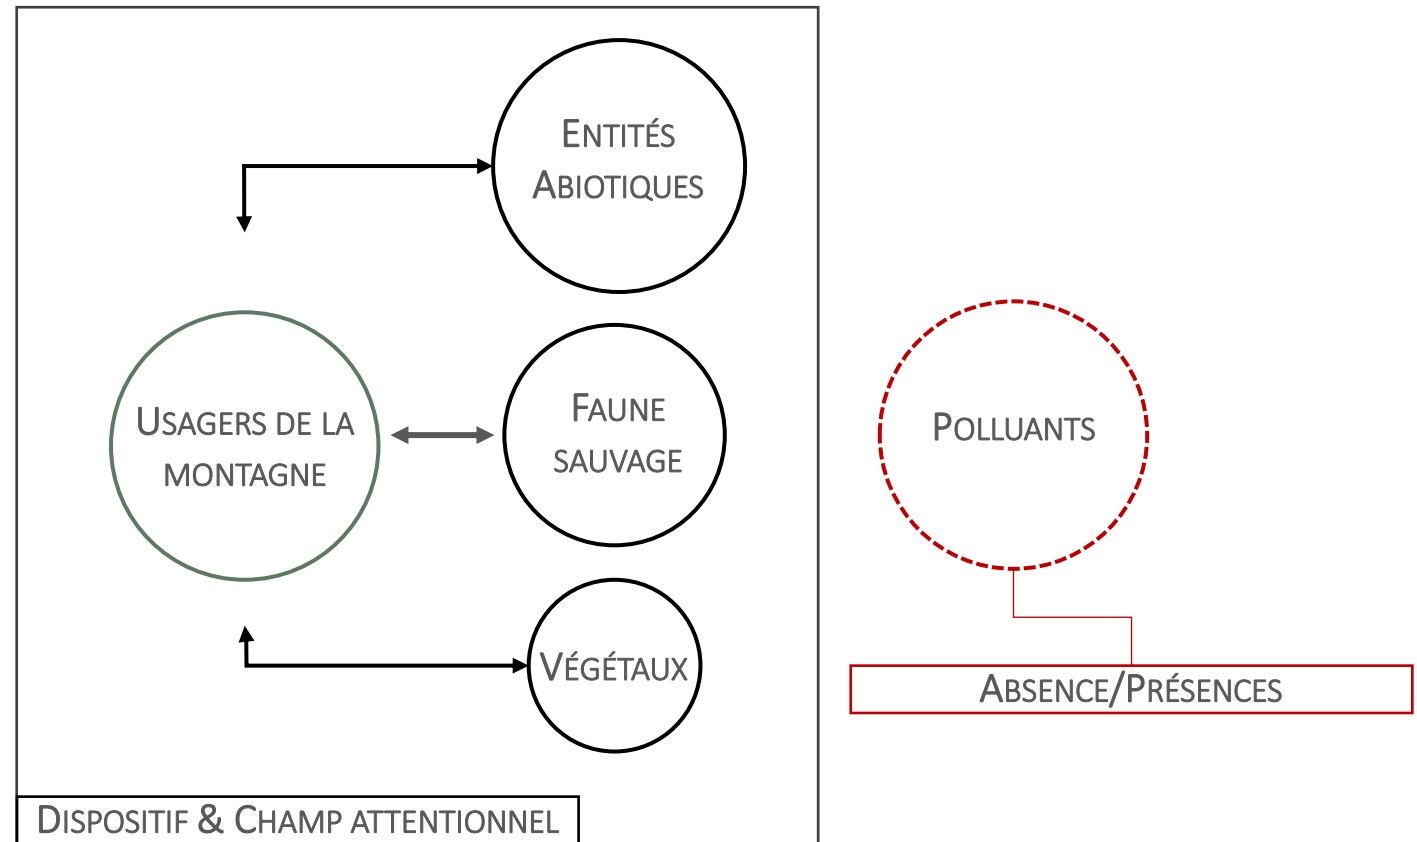 Entités
Abiotiques
Usagers de la
montagne
Faune
sauvage
Polluants
Végétaux
Absence/Présences
Dispositif & Champ attentionnel